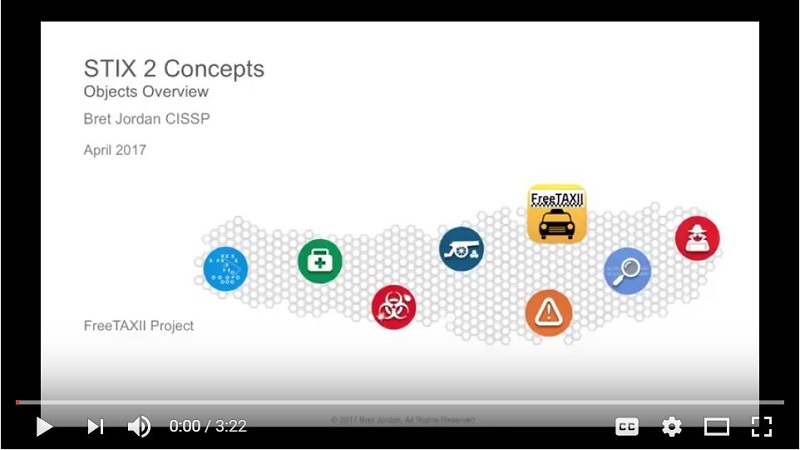 STIX 2 Concepts
Objects Overview
Bret Jordan CISSP
April 2017
FreeTAXII
FreeTAXII Project
© 2017 Bret Jordan. All Rights Reserved
0:00 / 3:22
CC